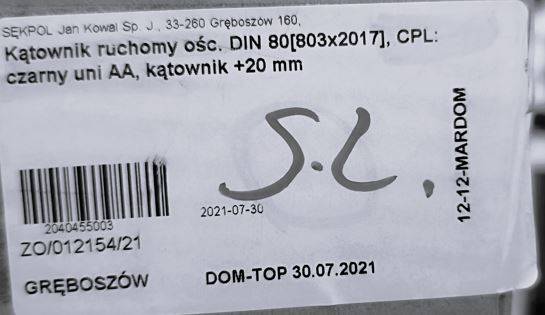 SĘKPOL Jan Kowal Sp. J., 33-260 Gręboszów 160,
Kątownik ruchomy ośc. DIN 80[803x2017], CPL:
czarny uni AA, kątownik +20 mm
S.L.
12-12-MARDOM
2021-07-30
2040455003
ZO/012154/21
GRĘBOSZÓW
DOM-TOP 30.07.2021